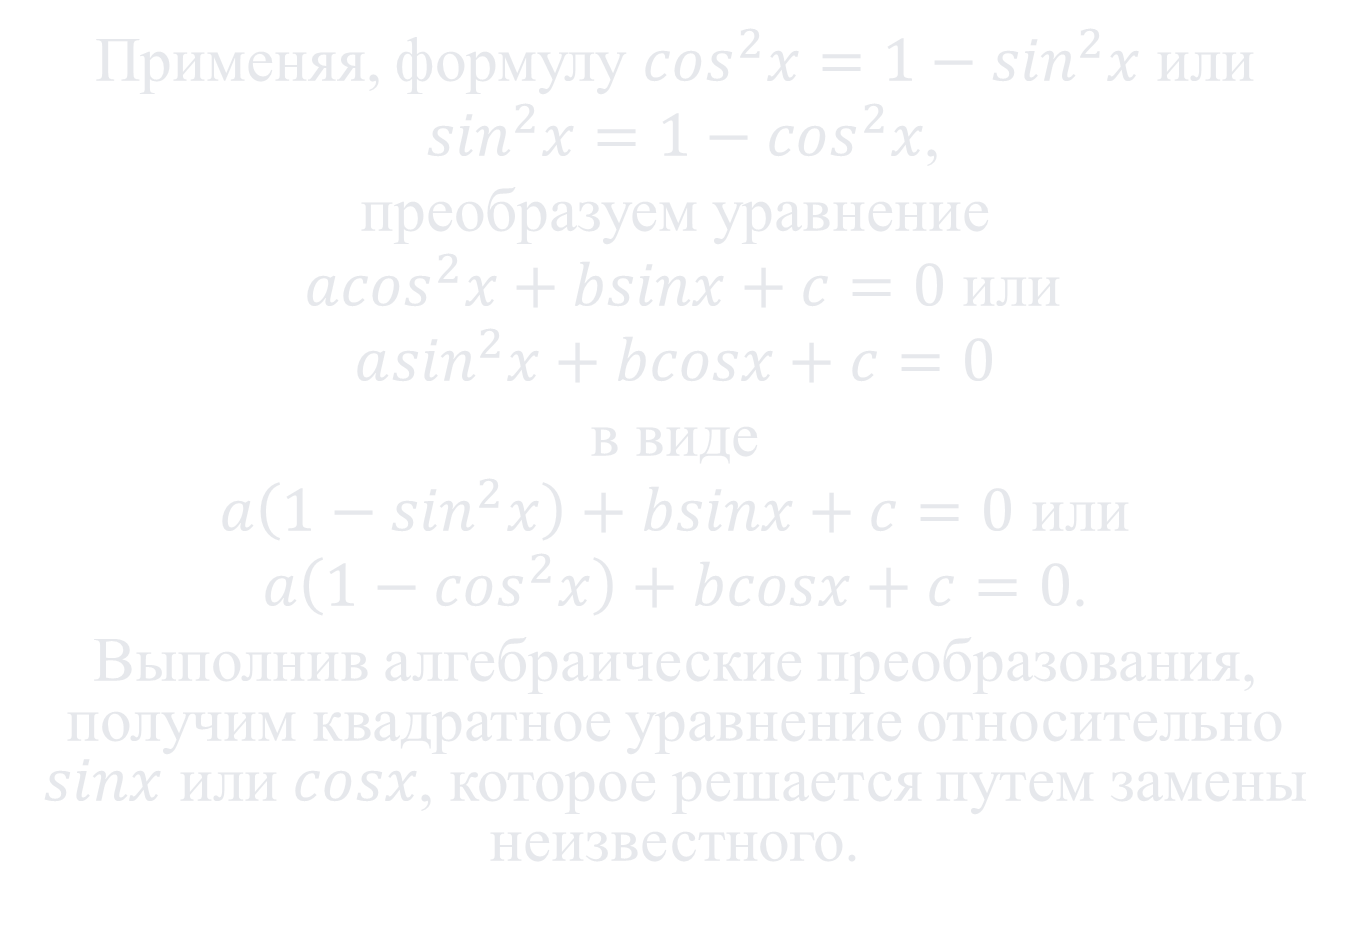 Применяя, формулу cos²x = 1 − sin²x или
sin²x = 1 − cos²x,
преобразуем уравнение
acos²x + bsinx + c = 0 или
asin²x + bcosx + c = 0
в виде
a(1 − sin²x) + bsinx + c = 0 или
a(1 − cos²x) + bcosx + c = 0.
Выполнив алгебраические преобразования,
получим квадратное уравнение относительно
sinx или cosx, которое решается путем замены
неизвестного.